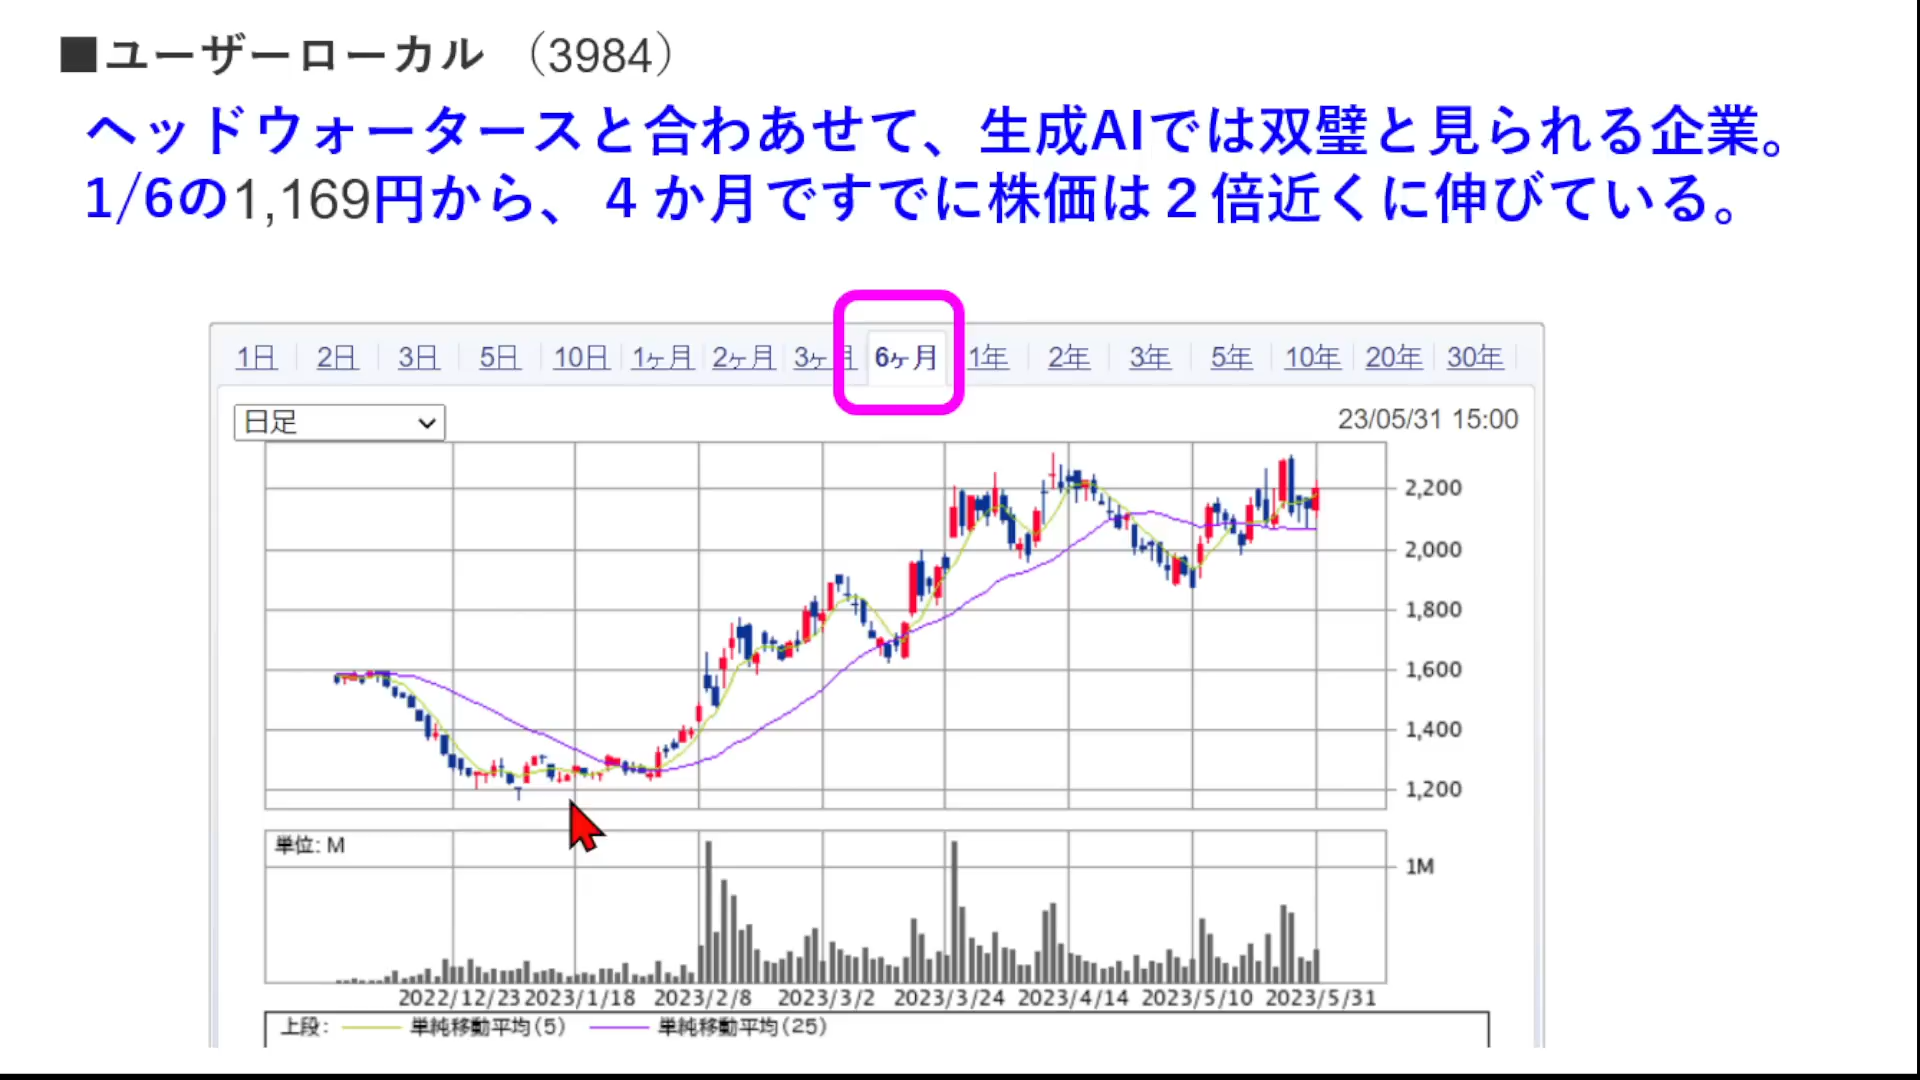 ■ユーザーローカル （3984）
ヘッドウォータースと合わあせて、生成AIでは双璧と見られる企業。
1/6の1,169円から、４か月ですでに株価は２倍近くに伸びている。
1日 2日 3日 5日 10日 1ヶ月 2ヶ月 3ヶ月 6ヶ月 1年 2年 3年 5年 10年 20年 30年
日足 23/05/31 15:00
2,200
2,000
1,800
1,600
1,400
1,200
単位: M
1M
2022/12/23 2023/1/18 2023/2/8 2023/3/2 2023/3/24 2023/4/14 2023/5/10 2023/5/31
上段: 単純移動平均(5) 単純移動平均(25)